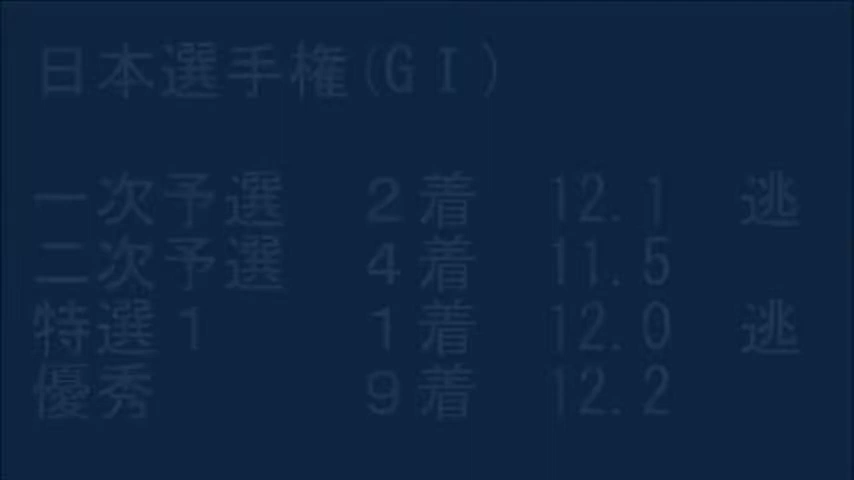 日本選手権(GⅠ)
一次予選 2着 12.1 逃
二次予選 4着 11.5
特選1 1着 12.0 逃
優秀 9着 12.2